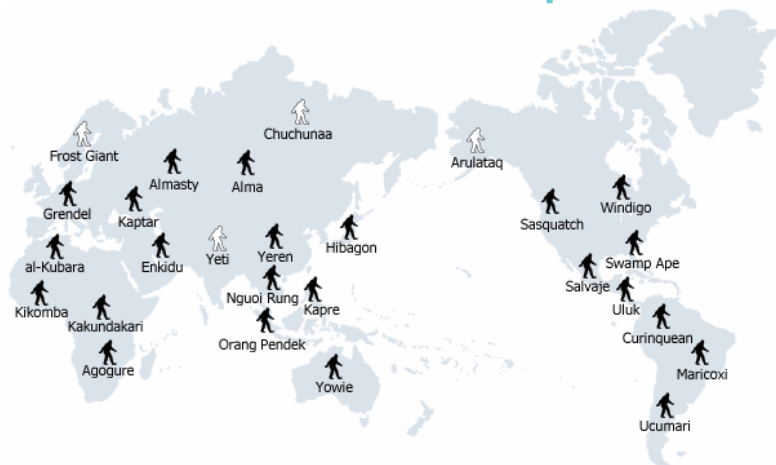 Chuchunaa
Frost Giant
Arulataq
Almasty
Alma
Windigo
Grendel
Kaptar
Sasquatch
Hibagon
al-Kubara
Enkidu
Yeti
Yeren
Swamp Ape
Salvaje
Nguoi Rung
Kikomba
Kapre
Uluk
Kakundakari
Curinquean
Orang Pendek
Agogure
Maricoxi
Yowie
Ucumari